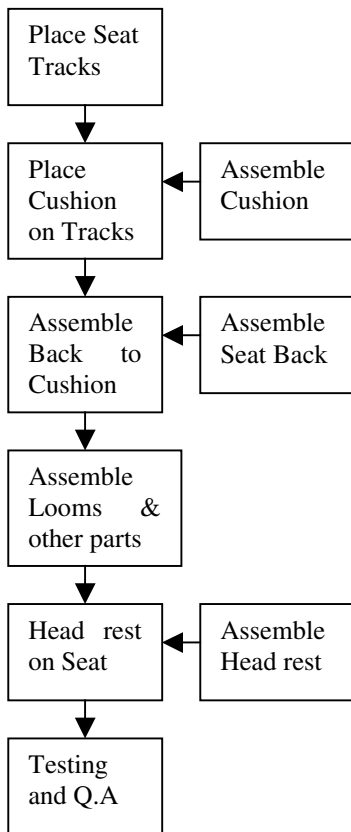 Place Seat
Tracks
Place
Cushion
on Tracks
Assemble
Cushion
Assemble
Back to
Cushion
Assemble
Seat Back
Assemble
Looms &
other parts
Head rest
on Seat
Assemble
Head rest
Testing
and Q.A